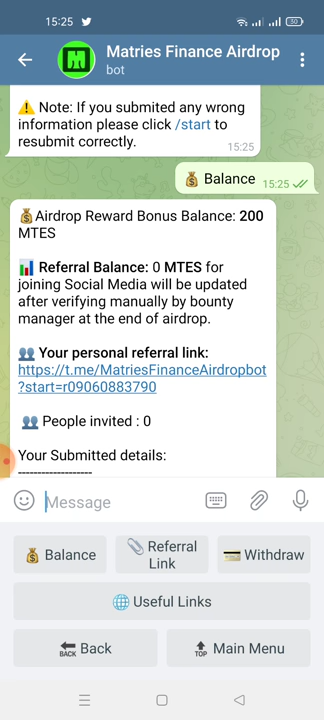 15:25
50
Matries Finance Airdrop
bot
⚠️ Note: If you submited any wrong
information please click /start to
resubmit correctly.
15:25
💰 Balance 15:25
💰Airdrop Reward Bonus Balance: 200
MTES
📊 Referral Balance: 0 MTES for
joining Social Media will be updated
after verifying manually by bounty
manager at the end of airdrop.
👥 Your personal referral link:
https://t.me/MatriesFinanceAirdropbot
?start=r09060883790
👥 People invited : 0
Your Submitted details:
-------------------
Message
💰 Balance
📎 Referral
Link
💳 Withdraw
🌐 Useful Links
🔙 Back
🔝 Main Menu